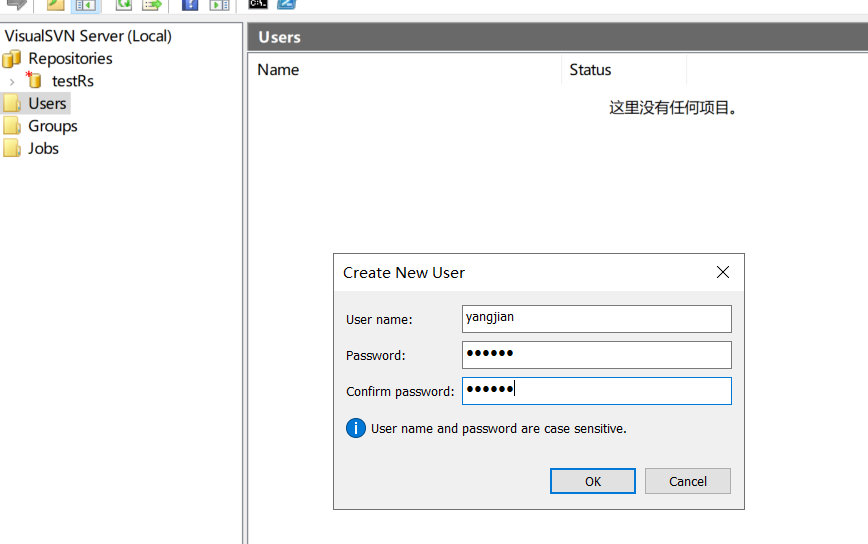 VisualSVN Server (Local)
Repositories
testRs
Users
Groups
Jobs
Users
Name Status
这里没有任何项目。
Create New User
User name: yangjian
Password: ●●●●●●
Confirm password: ●●●●●●
User name and password are case sensitive.
OK Cancel